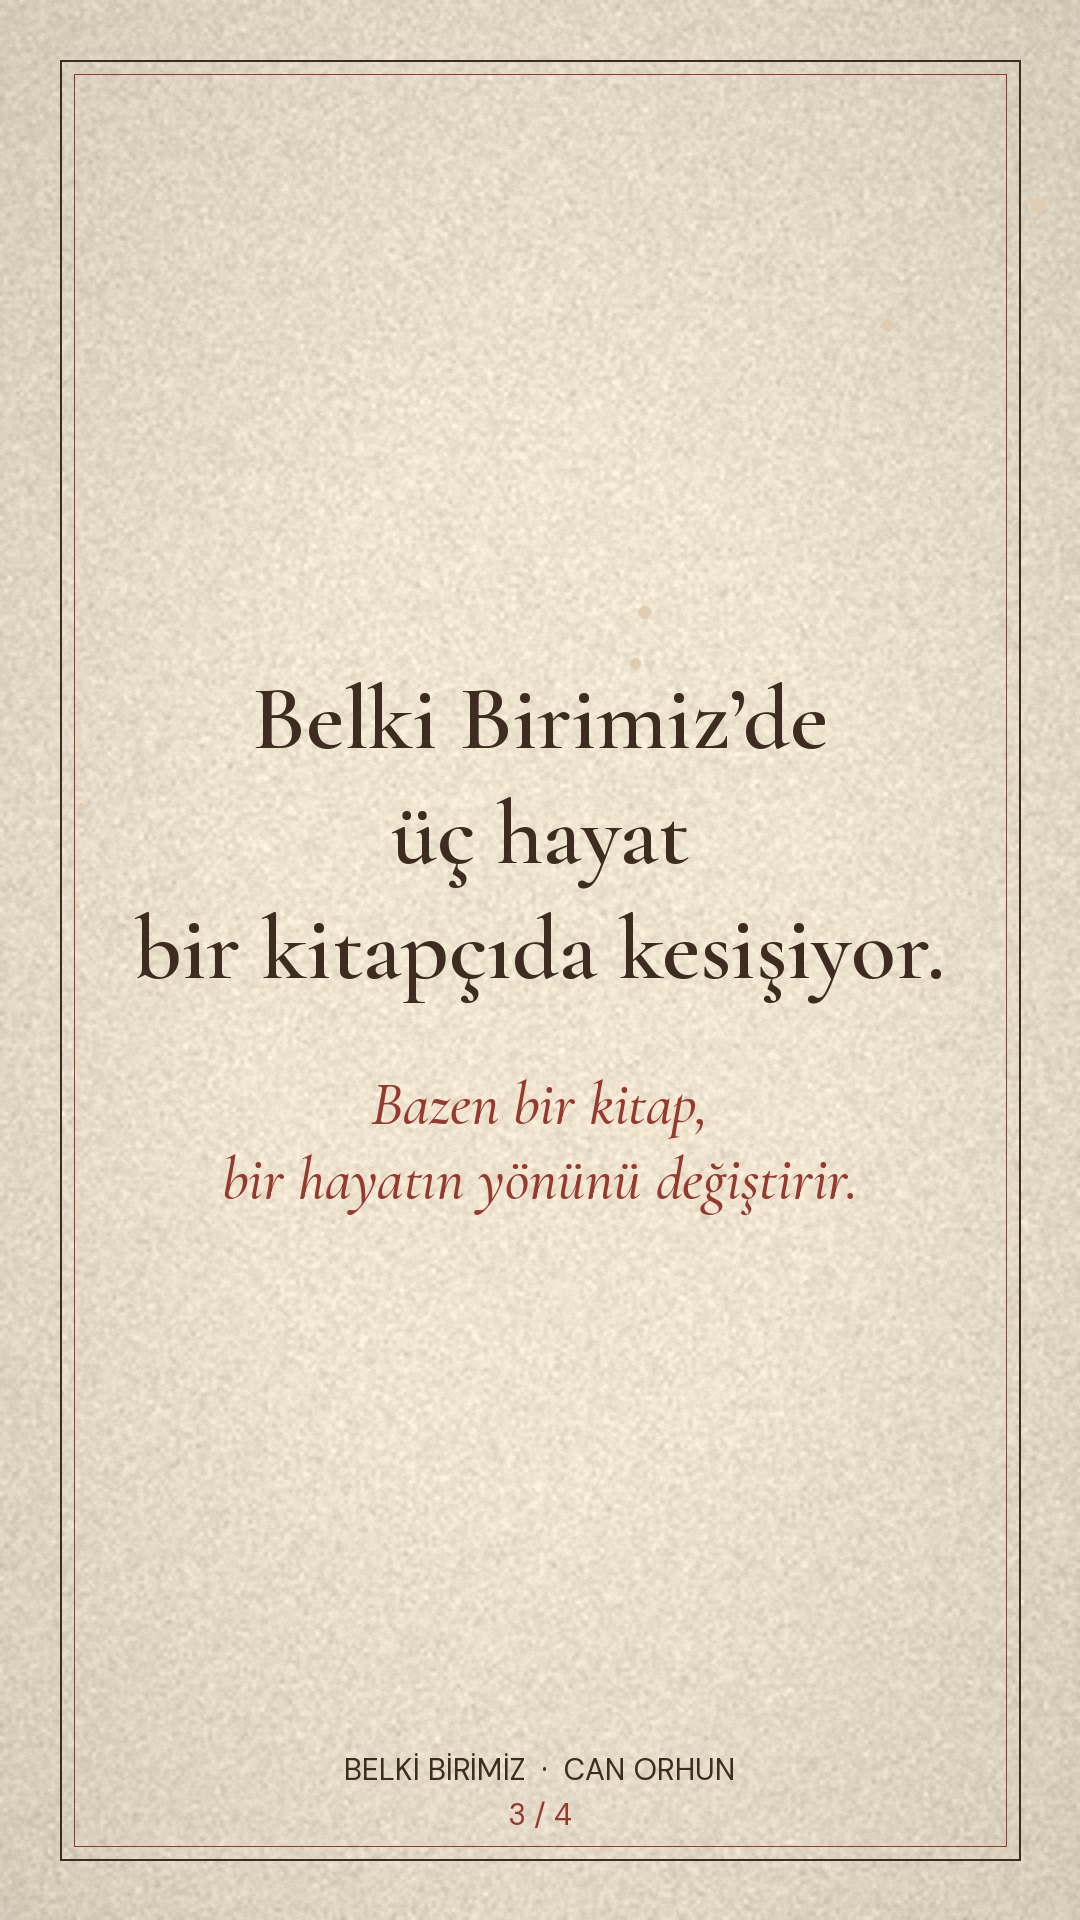 Belki Birimiz’de
üç hayat
bir kitapçıda kesişiyor.
Bazen bir kitap,
bir hayatın yönünü değiştirir.
BELKİ BİRİMİZ · CAN ORHUN
3 / 4